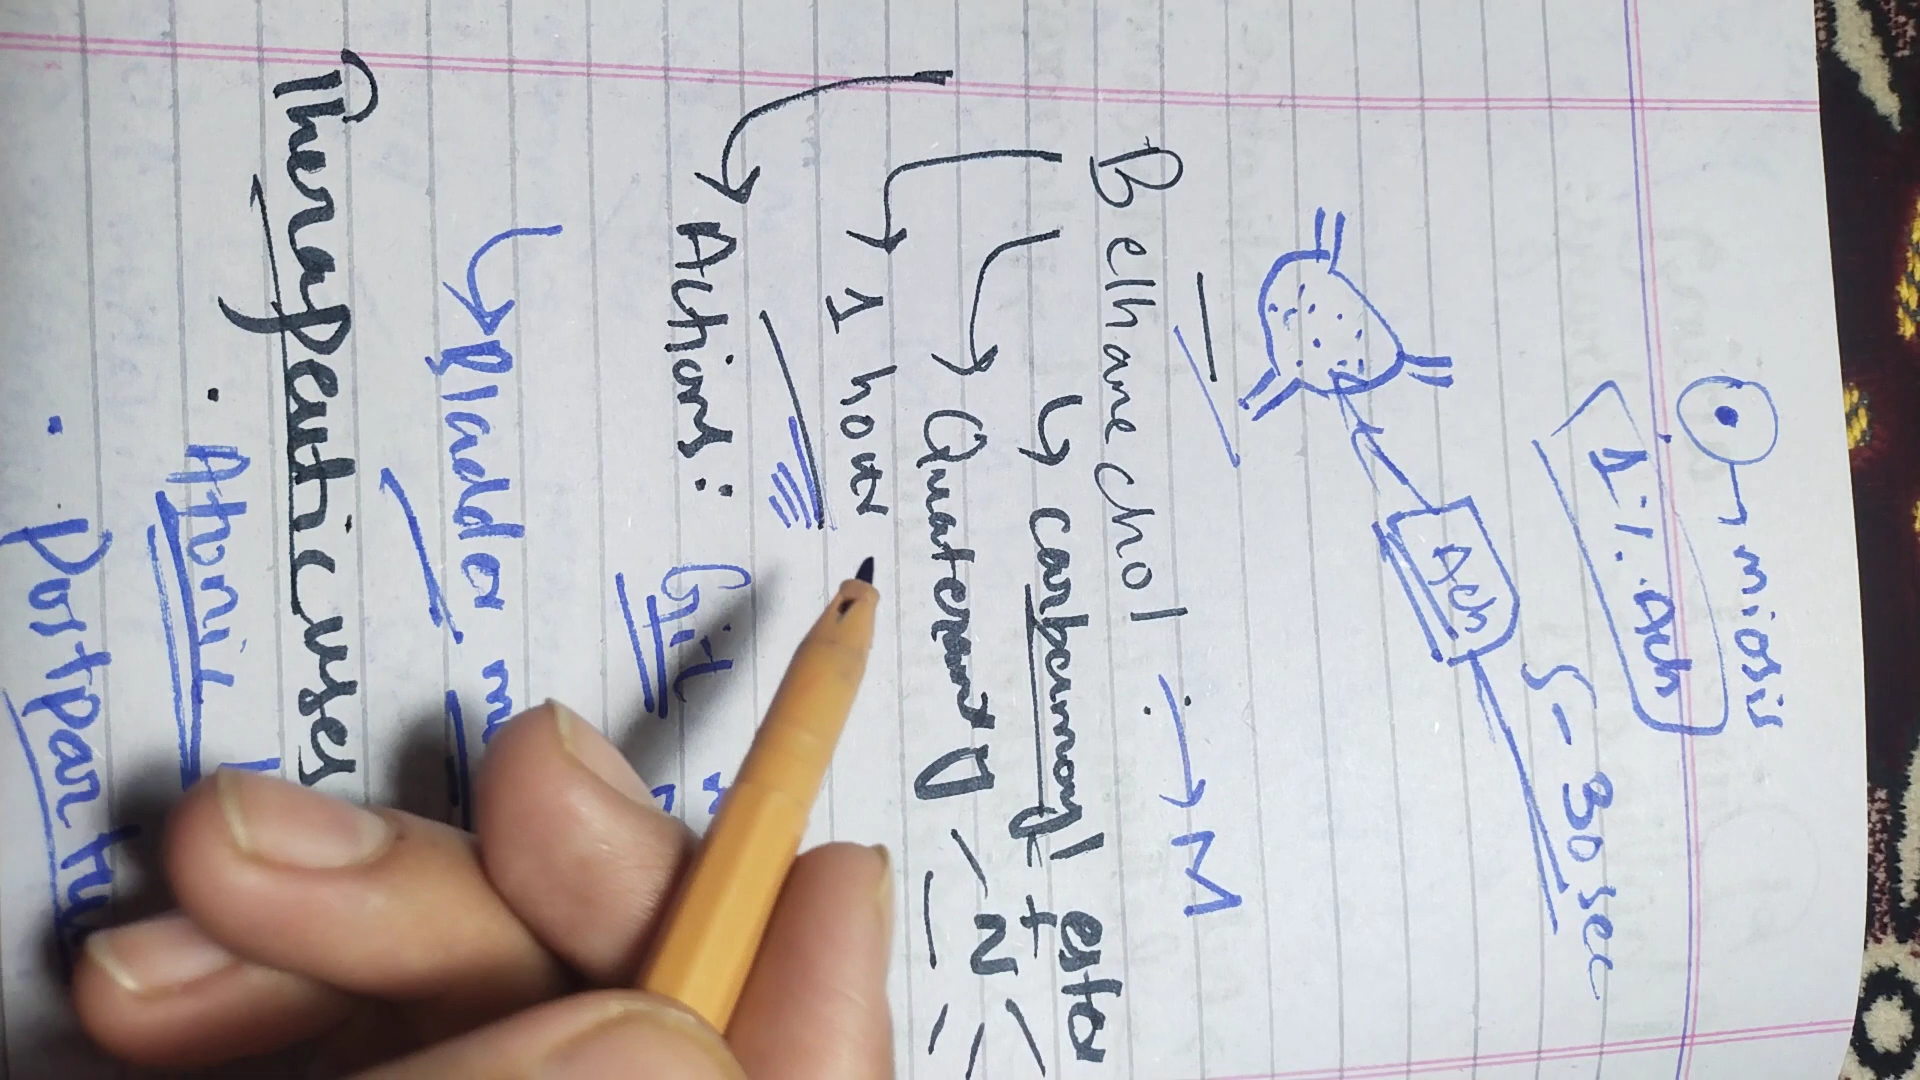 miosis
1 % Ach
5-30 sec
Ach
Bethanechol : → M
↳ carbamoyl ester
Quaternary N +
1 hour
Actions : GIT
Bladder m
Therapeutic uses
• Atonic
• Postpartu